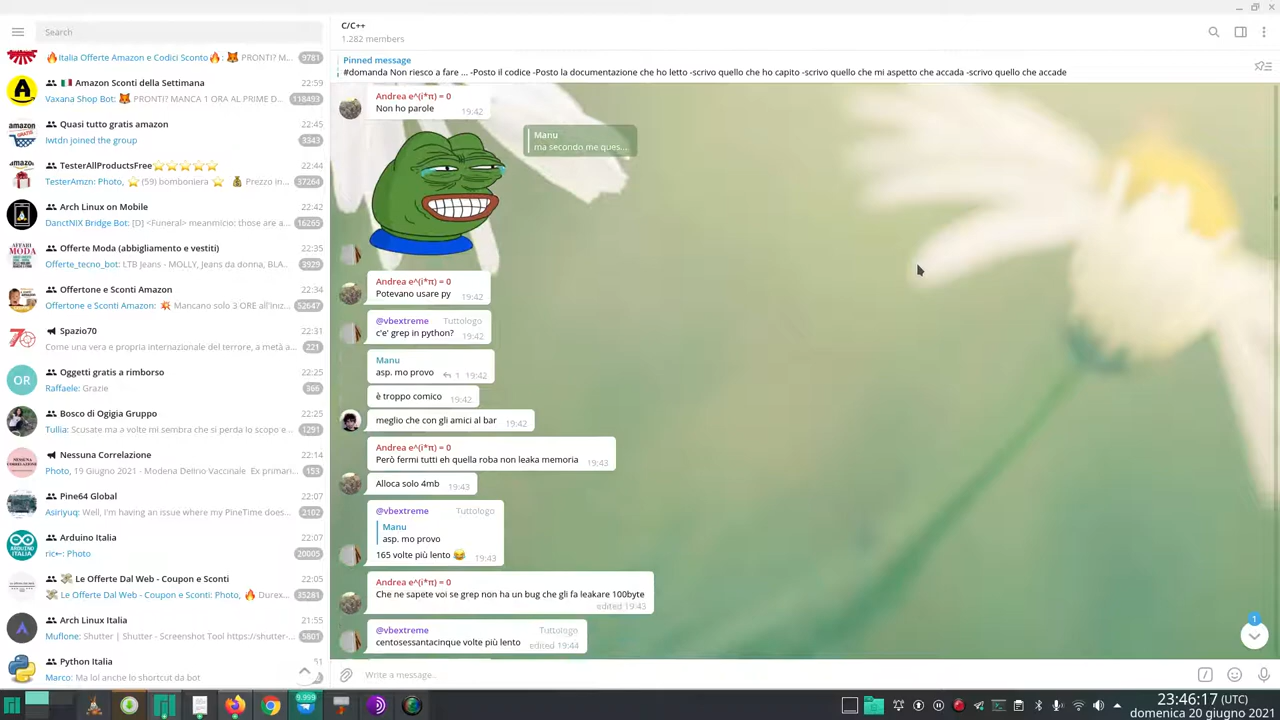 Search
🔥Italia Offerte Amazon e Codici Sconto🔥: 🦊 PRONTI? M... 9781
🇮🇹 Amazon Sconti della Settimana 22:59
Vaxana Shop Bot: 🦊 PRONTI? MANCA 1 ORA AL PRIME D... 118493
Quasi tutto gratis amazon 22:45
lwtdn joined the group 3343
TesterAllProductsFree⭐⭐⭐⭐⭐ 22:44
TesterAmzn: Photo, ⭐ (59) bomboniera ⭐ 💰 Prezzo in... 37264
Arch Linux on Mobile 22:42
DanctNIX Bridge Bot: [D] <Funeral> meanmicio: those are a... 16265
Offerte Moda (abbigliamento e vestiti) 22:35
Offerte_tecno_bot: LTB Jeans - MOLLY, Jeans da donna, BLA... 3929
Offertone e Sconti Amazon 22:34
Offertone e Sconti Amazon: 💥 Mancano solo 3 ORE all'iniz... 52647
Spazio70 22:31
Come una vera e propria internazionale del terrore, a metà a... 221
OR
Oggetti gratis a rimborso 22:25
Raffaele: Grazie 366
Bosco di Ogigia Gruppo 22:25
Tullia: Scusate ma a volte mi sembra che si perda lo scopo e ... 1291
Nessuna Correlazione 22:14
Photo, 19 Giugno 2021 - Modena Delirio Vaccinale Ex primari... 153
Pine64 Global 22:07
Asiriyuq: Well, I'm having an issue where my PineTime does... 2102
Arduino Italia 22:07
ric←: Photo 20005
💸 Le Offerte Dal Web - Coupon e Sconti 22:05
💸 Le Offerte Dal Web - Coupon e Sconti: Photo, 🔥 Durex... 35281
Arch Linux Italia 21:55
Muflone: Shutter | Shutter - Screenshot Tool https://shutter-... 5801
Python Italia 51
Marco: Ma lol anche lo shortcut da bot
C/C++
1.282 members
Pinned message
#domanda Non riesco a fare ... -Posto il codice -Posto la documentazione che ho letto -scrivo quello che ho capito -scrivo quello che mi aspetto che accada -scrivo quello che accade
Andrea e^(i*π) = 0
Non ho parole 19:42
Manu
ma secondo me ques...
Andrea e^(i*π) = 0
Potevano usare py 19:42
@vbextreme Tuttologo
c'e' grep in python? 19:42
Manu
asp. mo provo 1 19:42
è troppo comico 19:42
meglio che con gli amici al bar 19:42
Andrea e^(i*π) = 0
Però fermi tutti eh quella roba non leaka memoria 19:43
Alloca solo 4mb 19:43
@vbextreme Tuttologo
Manu
asp. mo provo
165 volte più lento 😂 19:43
Andrea e^(i*π) = 0
Che ne sapete voi se grep non ha un bug che gli fa leakare 100byte
edited 19:43
@vbextreme Tuttologo
centosessantacinque volte più lento edited 19:44
1
Write a message...
9.999
23:46:17 (UTC)
domenica 20 giugno 2021